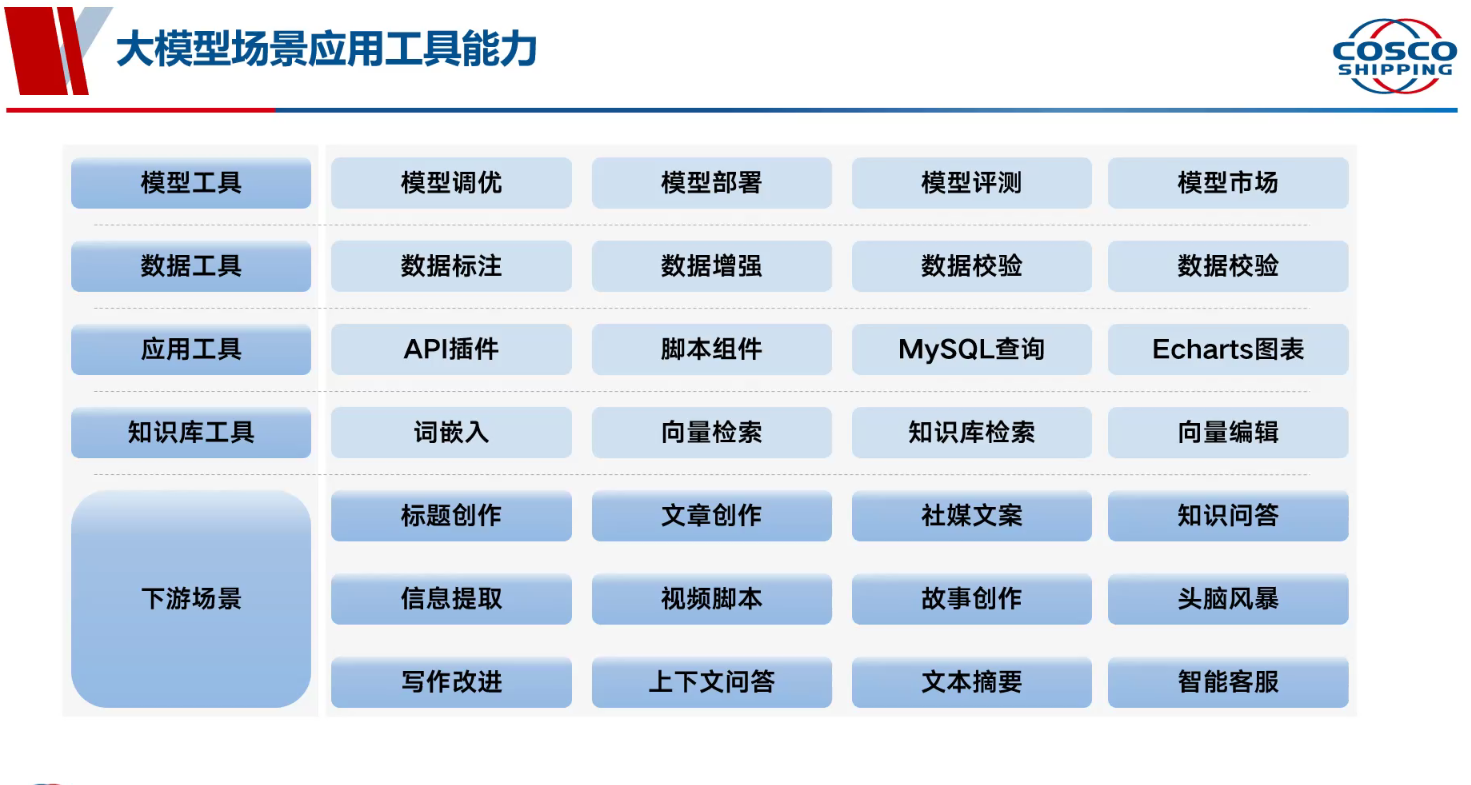 大模型场景应用工具能力
COSCO
SHIPPING
模型工具 模型调优 模型部署 模型评测 模型市场
数据工具 数据标注 数据增强 数据校验 数据校验
应用工具 API插件 脚本组件 MySQL查询 Echarts图表
知识库工具 词嵌入 向量检索 知识库检索 向量编辑
标题创作 文章创作 社媒文案 知识问答
下游场景 信息提取 视频脚本 故事创作 头脑风暴
写作改进 上下文问答 文本摘要 智能客服